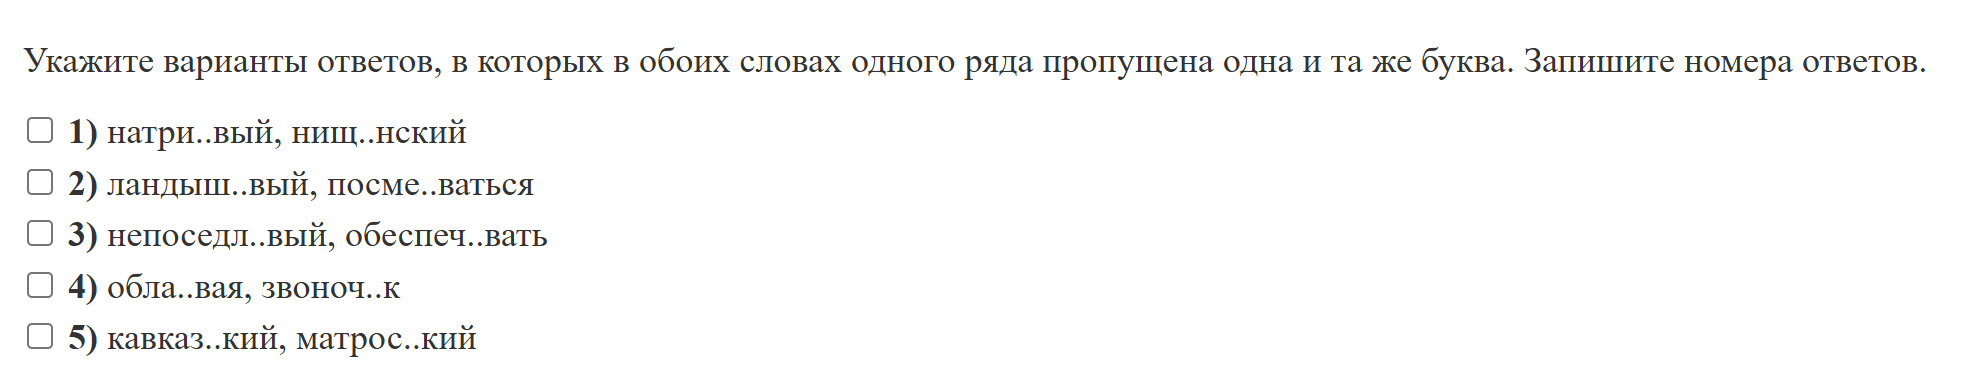 Укажите варианты ответов, в которых в обоих словах одного ряда пропущена одна и та же буква. Запишите номера ответов.
1) натри..вый, нищ..нский
2) ландыш..вый, посме..ваться
3) непоседл..вый, обеспеч..вать
4) обла..вая, звоноч..к
5) кавказ..кий, матрос..кий